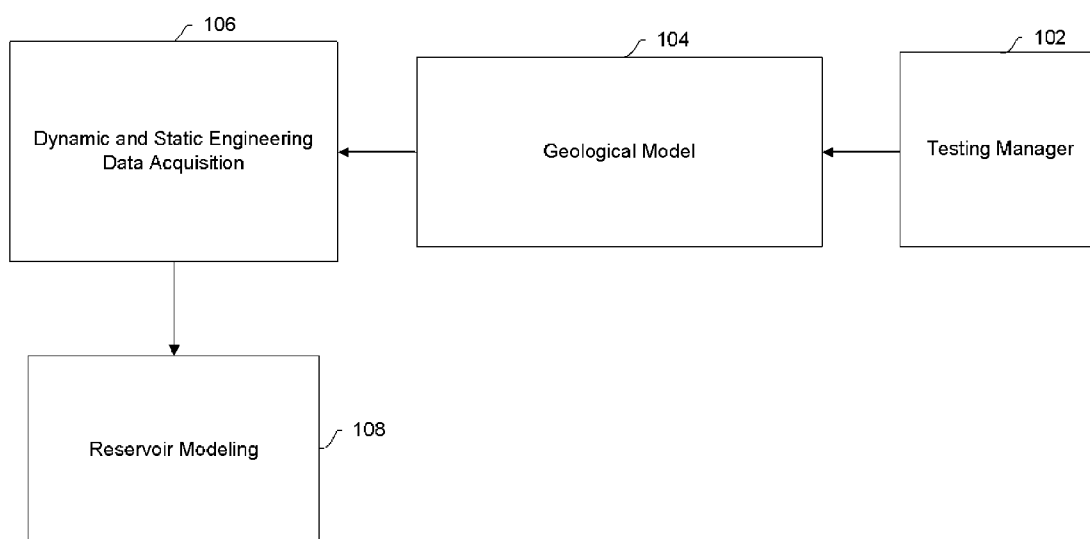 106
104
102
Dynamic and Static Engineering
Data Acquisition
Geological Model
Testing Manager
Reservoir Modeling
108